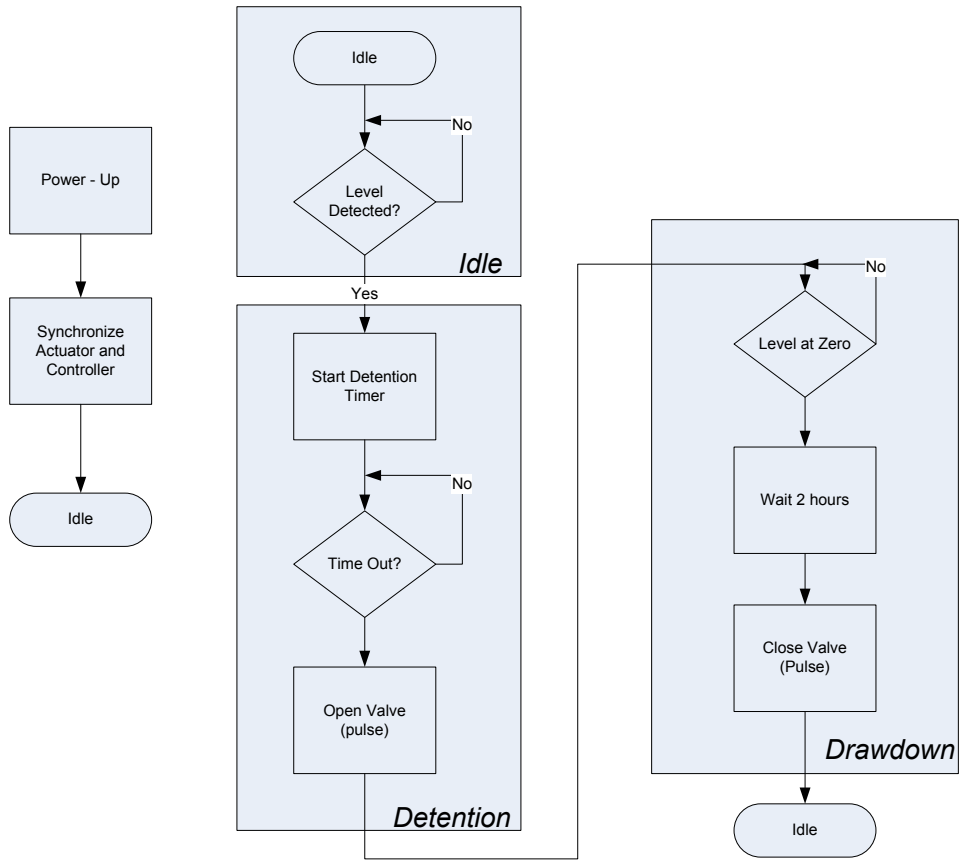 Power - Up
Synchronize
Actuator and
Controller
Idle
Idle
No
Level
Detected?
Idle
Yes
Start Detention
Timer
No
Time Out?
Open Valve
(pulse)
Detention
No
Level at Zero
Wait 2 hours
Close Valve
(Pulse)
Drawdown
Idle